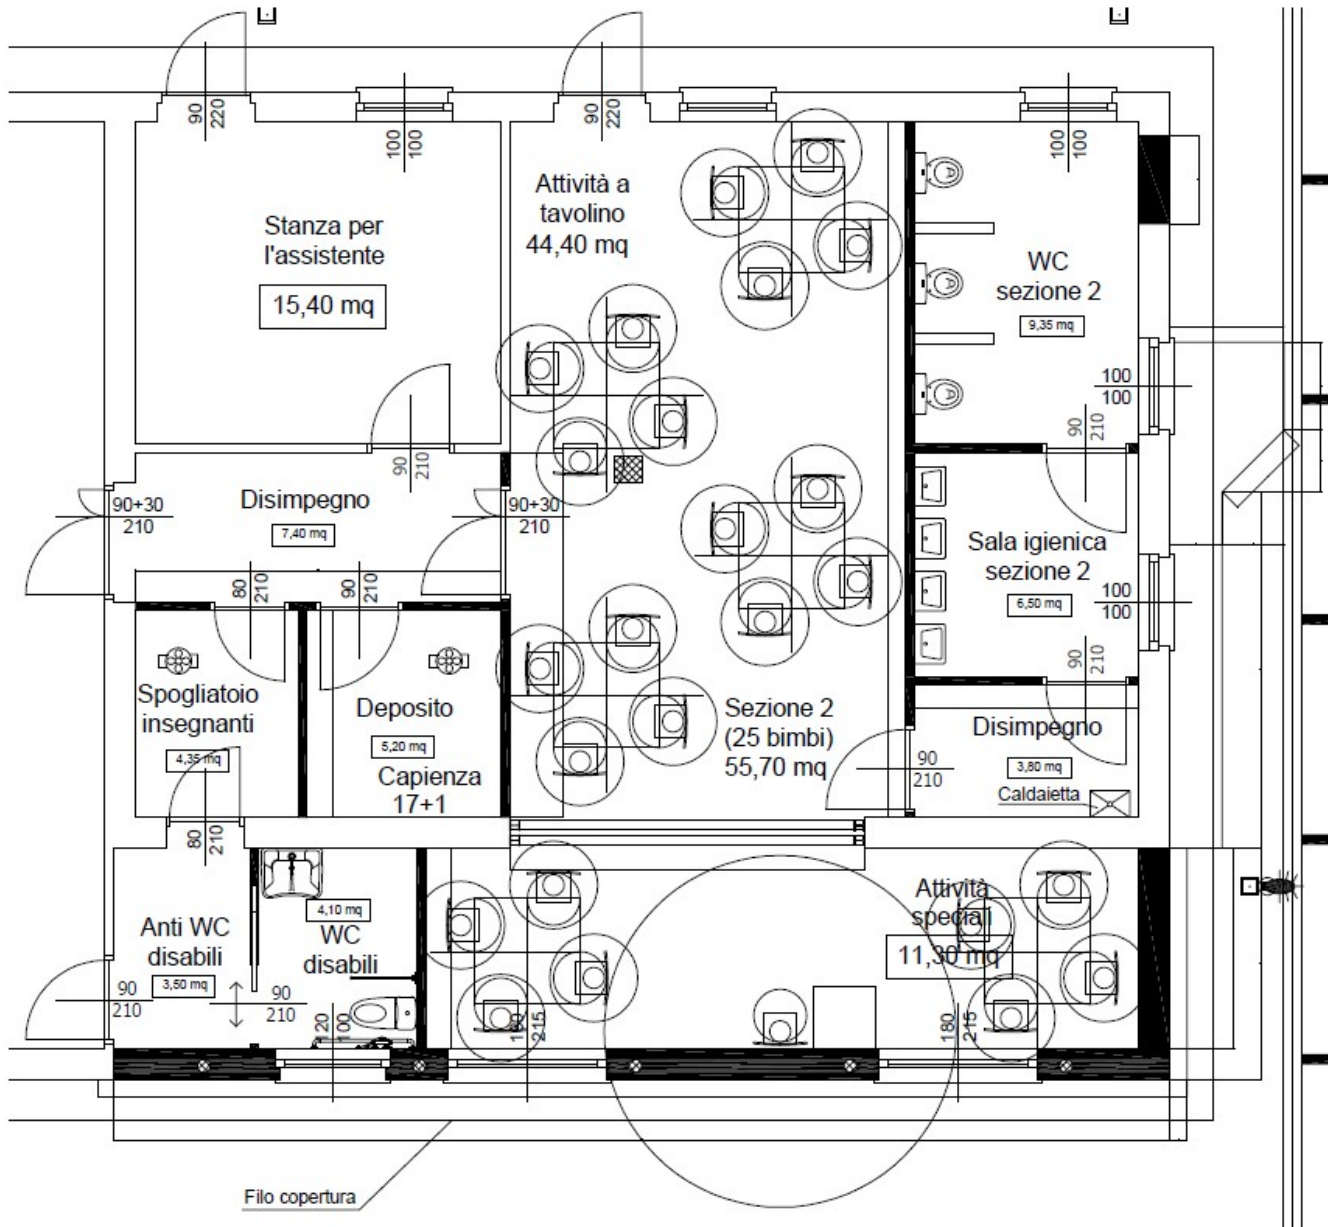 90
220
100
100
90
220
100
100
Stanza per
l'assistente
15,40 mq
Attività a
tavolino
44,40 mq
WC
sezione 2
9,35 mq
100
100
90
210
90
210
Disimpegno
7,40 mq
90+30
210
90+30
210
80
210
90
210
Sala igienica
sezione 2
6,50 mq
100
100
90
210
Spogliatoio
insegnanti
4,35 mq
Deposito
5,20 mq
Capienza
17+1
Sezione 2
(25 bimbi)
55,70 mq
90
210
Disimpegno
3,80 mq
Caldaietta
80
210
Anti WC
disabili
3,50 mq
4,10 mq
WC
disabili
Attività
speciali
11,30 mq
90
210
90
210
120
100
180
215
180
215
Filo copertura